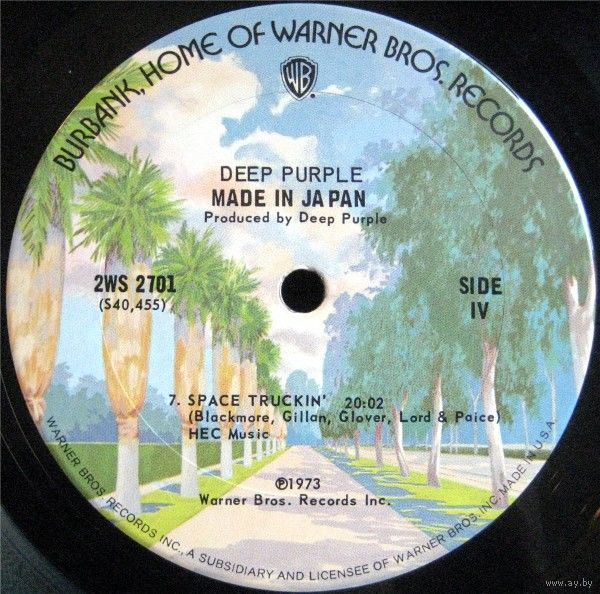 BURBANK, HOME OF WARNER BROS. RECORDS
WB
DEEP PURPLE
MADE IN JAPAN
Produced by Deep Purple
2WS 2701
(S40,455)
SIDE
IV
7. SPACE TRUCKIN' 20:02
(Blackmore, Gillan, Glover, Lord & Paice)
HEC Music
℗1973
Warner Bros. Records Inc.
WARNER BROS. RECORDS INC., A SUBSIDIARY AND LICENSEE OF WARNER BROS. INC. MADE IN U.S.A.
www.ay.by